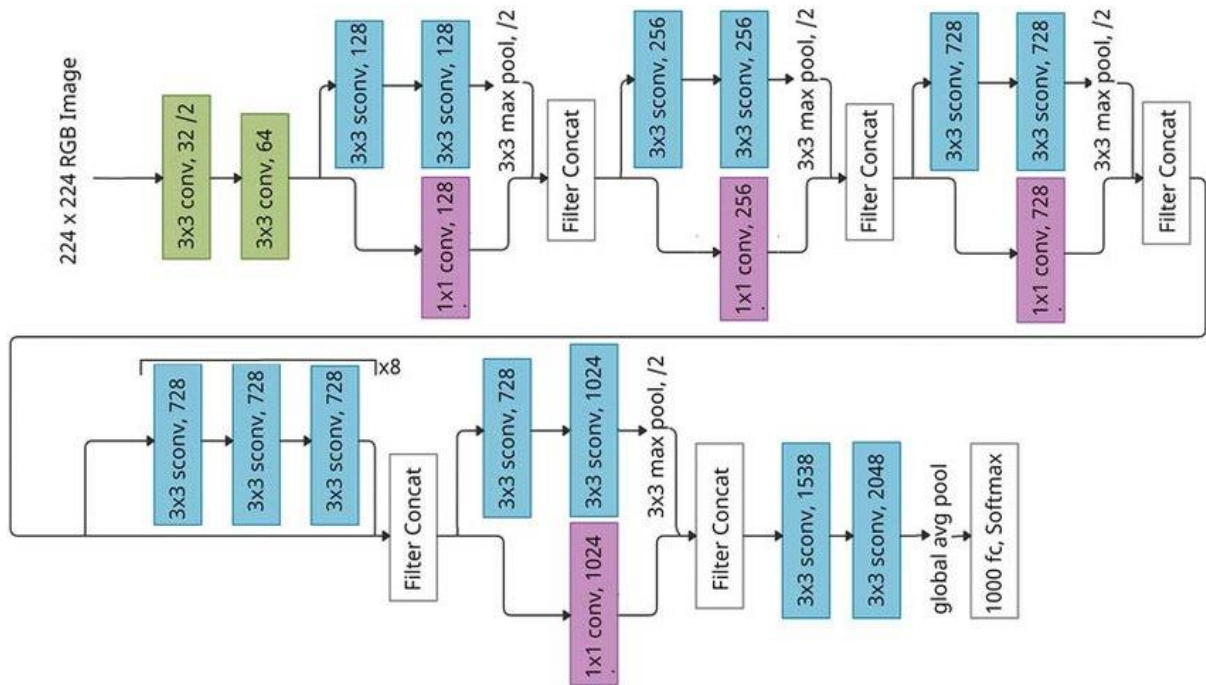 224 x 224 RGB Image
3x3 conv, 32 /2
3x3 conv, 64
3x3 sconv, 128
3x3 sconv, 128
3x3 max pool, /2
1x1 conv, 128
Filter Concat
3x3 sconv, 256
3x3 sconv, 256
3x3 max pool, /2
1x1 conv, 256
Filter Concat
3x3 sconv, 728
3x3 sconv, 728
3x3 max pool, /2
1x1 conv, 728
Filter Concat
3x3 sconv, 728
3x3 sconv, 728
3x3 sconv, 728
x8
Filter Concat
3x3 sconv, 728
3x3 sconv, 1024
3x3 max pool, /2
1x1 conv, 1024
Filter Concat
3x3 sconv, 1538
3x3 sconv, 2048
global avg pool
1000 fc, Softmax